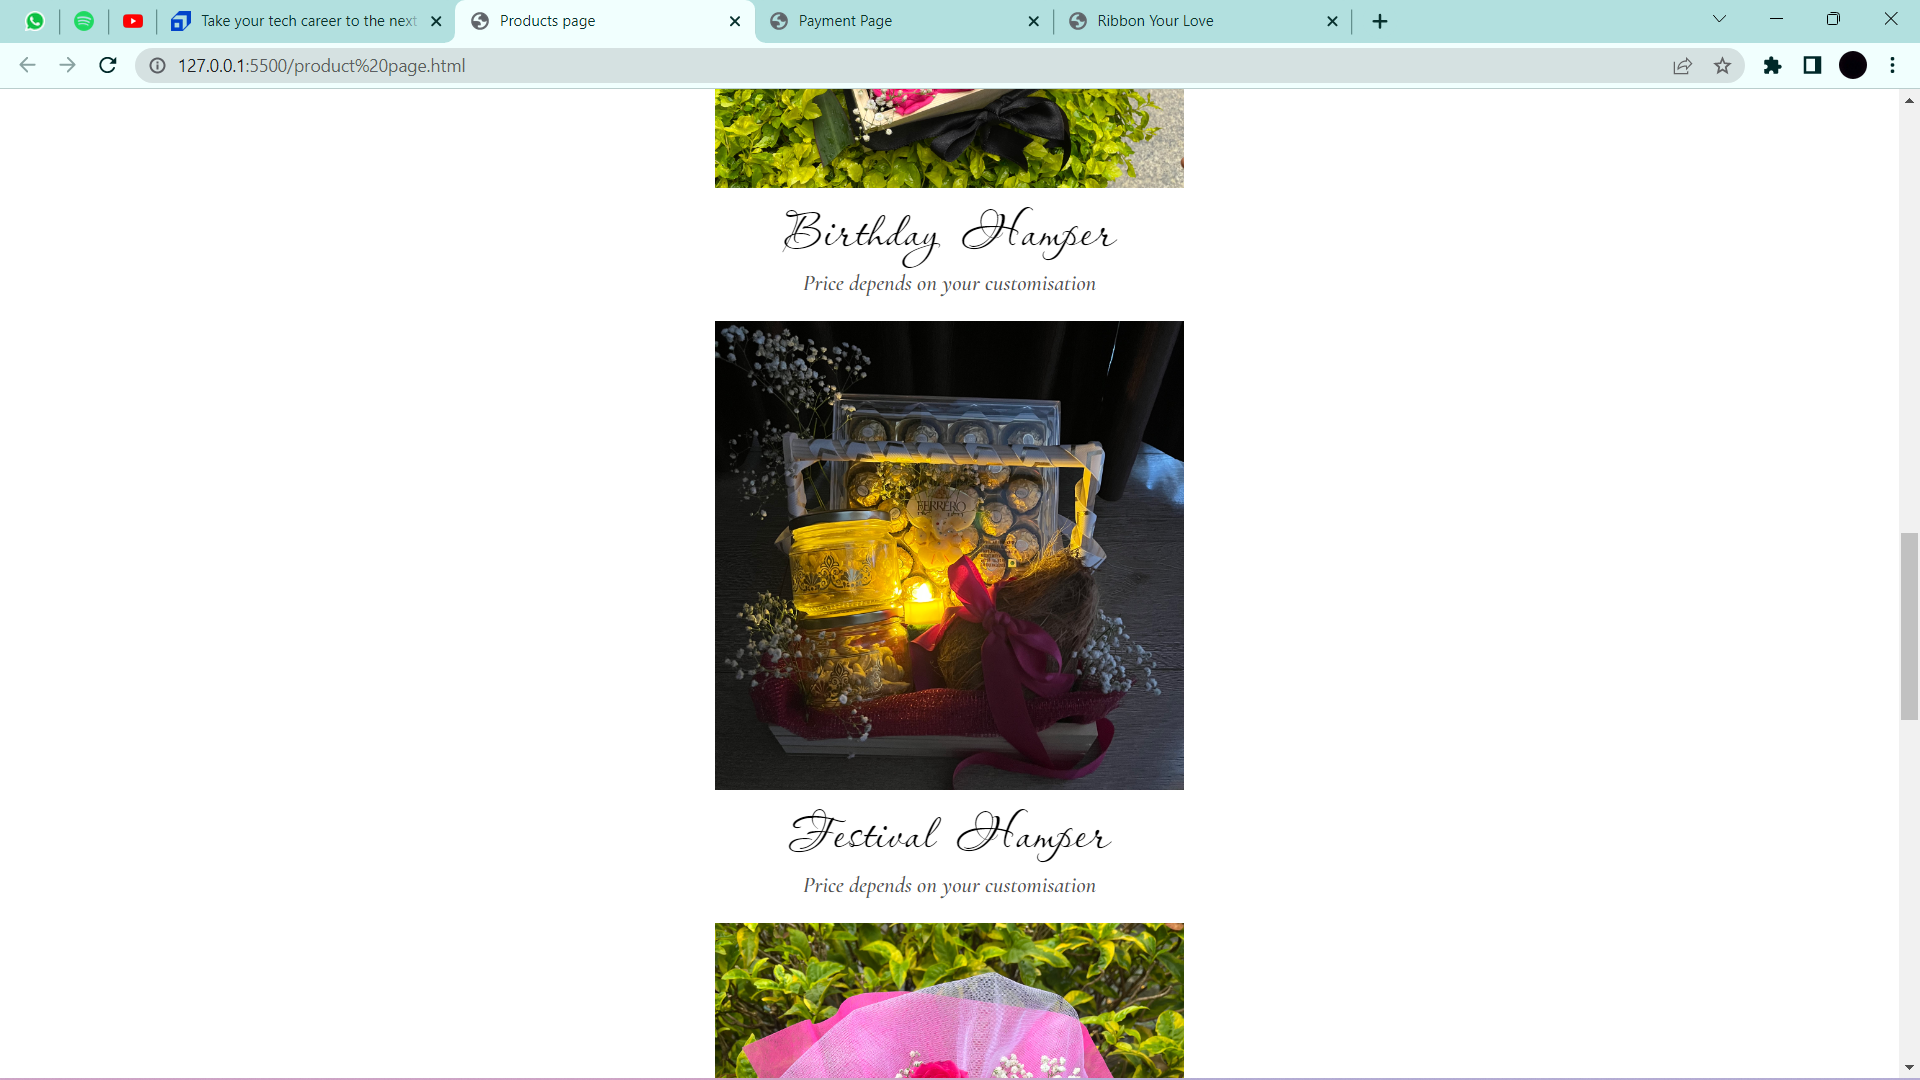 Take your tech career to the next
Products page
Payment Page
Ribbon Your Love
127.0.0.1:5500/product%20page.html
Birthday Hamper
Price depends on your customisation
FERRERO
Festival Hamper
Price depends on your customisation